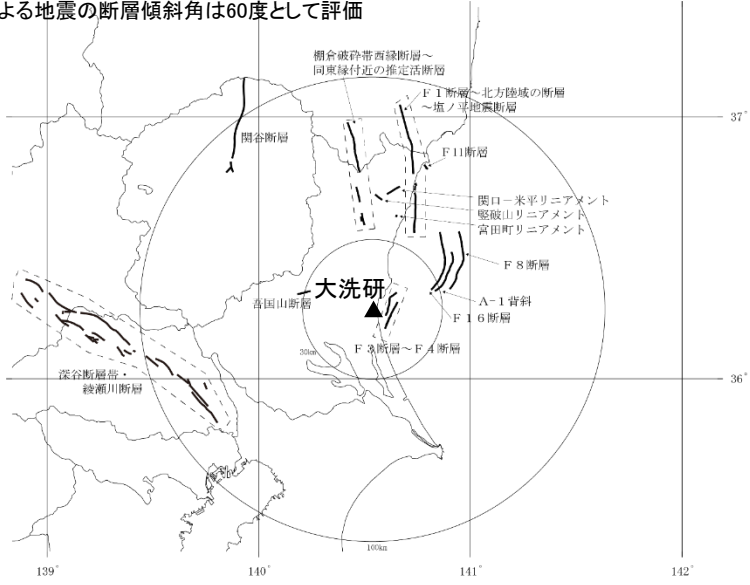 よる地震の断層傾斜角は60度として評価
棚倉破砕帯西縁断層～
同東縁付近の推定活断層
F1断層～北方陸域の断層
～塩ノ平地震断層
37°
関谷断層
F11断層
関口－米平リニアメント
竪破山リニアメント
宮田町リニアメント
F8断層
大洗研
吾国山断層
A-1背斜
F16断層
30km
F3断層～F4断層
36°
深谷断層帯・
綾瀬川断層
100km
139°
140°
141°
142°